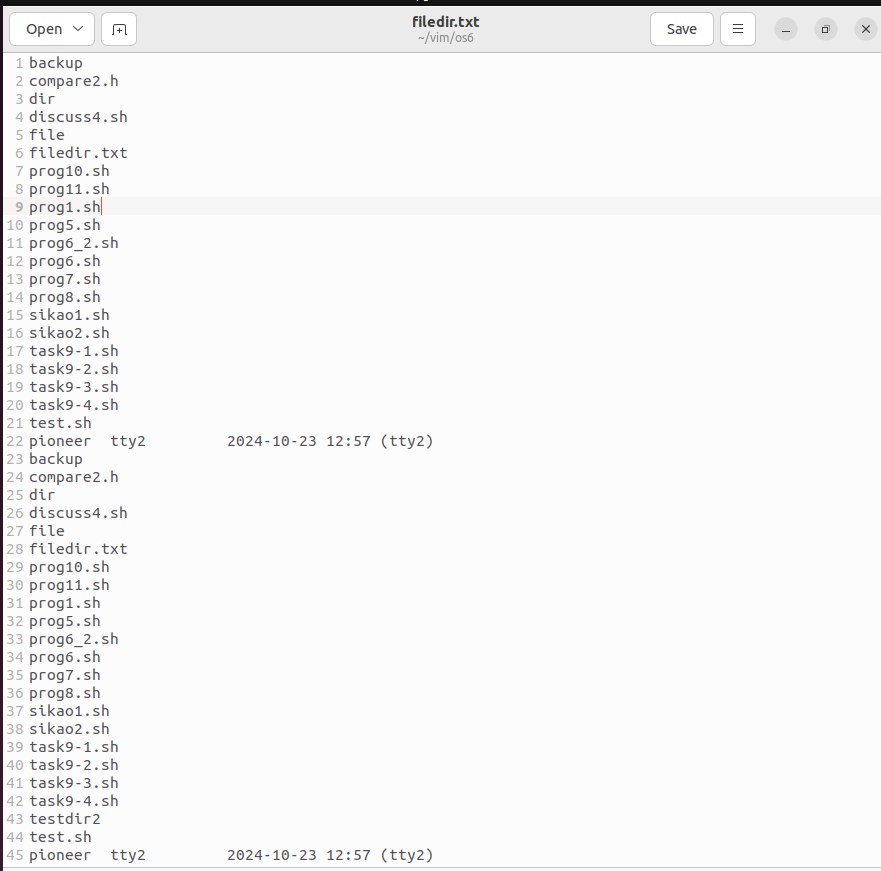 Open
filedir.txt
~/vim/os6
Save
1 backup
2 compare2.h
3 dir
4 discuss4.sh
5 file
6 filedir.txt
7 prog10.sh
8 prog11.sh
9 prog1.sh
10 prog5.sh
11 prog6_2.sh
12 prog6.sh
13 prog7.sh
14 prog8.sh
15 sikao1.sh
16 sikao2.sh
17 task9-1.sh
18 task9-2.sh
19 task9-3.sh
20 task9-4.sh
21 test.sh
22 pioneer  tty2         2024-10-23 12:57 (tty2)
23 backup
24 compare2.h
25 dir
26 discuss4.sh
27 file
28 filedir.txt
29 prog10.sh
30 prog11.sh
31 prog1.sh
32 prog5.sh
33 prog6_2.sh
34 prog6.sh
35 prog7.sh
36 prog8.sh
37 sikao1.sh
38 sikao2.sh
39 task9-1.sh
40 task9-2.sh
41 task9-3.sh
42 task9-4.sh
43 testdir2
44 test.sh
45 pioneer  tty2         2024-10-23 12:57 (tty2)